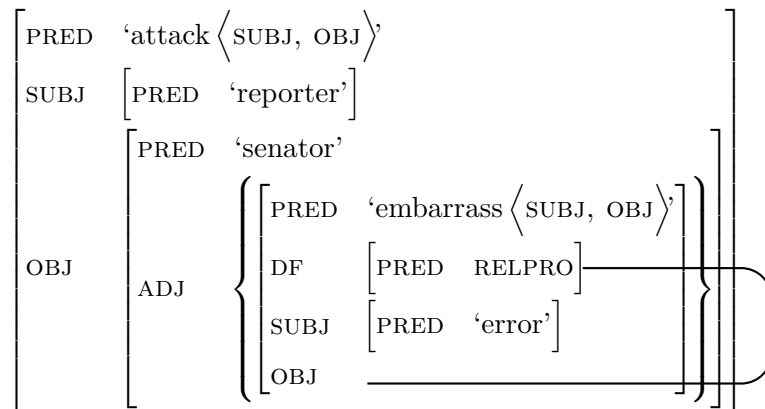 PRED ‘attack⟨SUBJ, OBJ⟩’
SUBJ [PRED ‘reporter’]
PRED ‘senator’
PRED ‘embarrass⟨SUBJ, OBJ⟩’
OBJ ADJ DF [PRED RELPRO]
SUBJ [PRED ‘error’]
OBJ